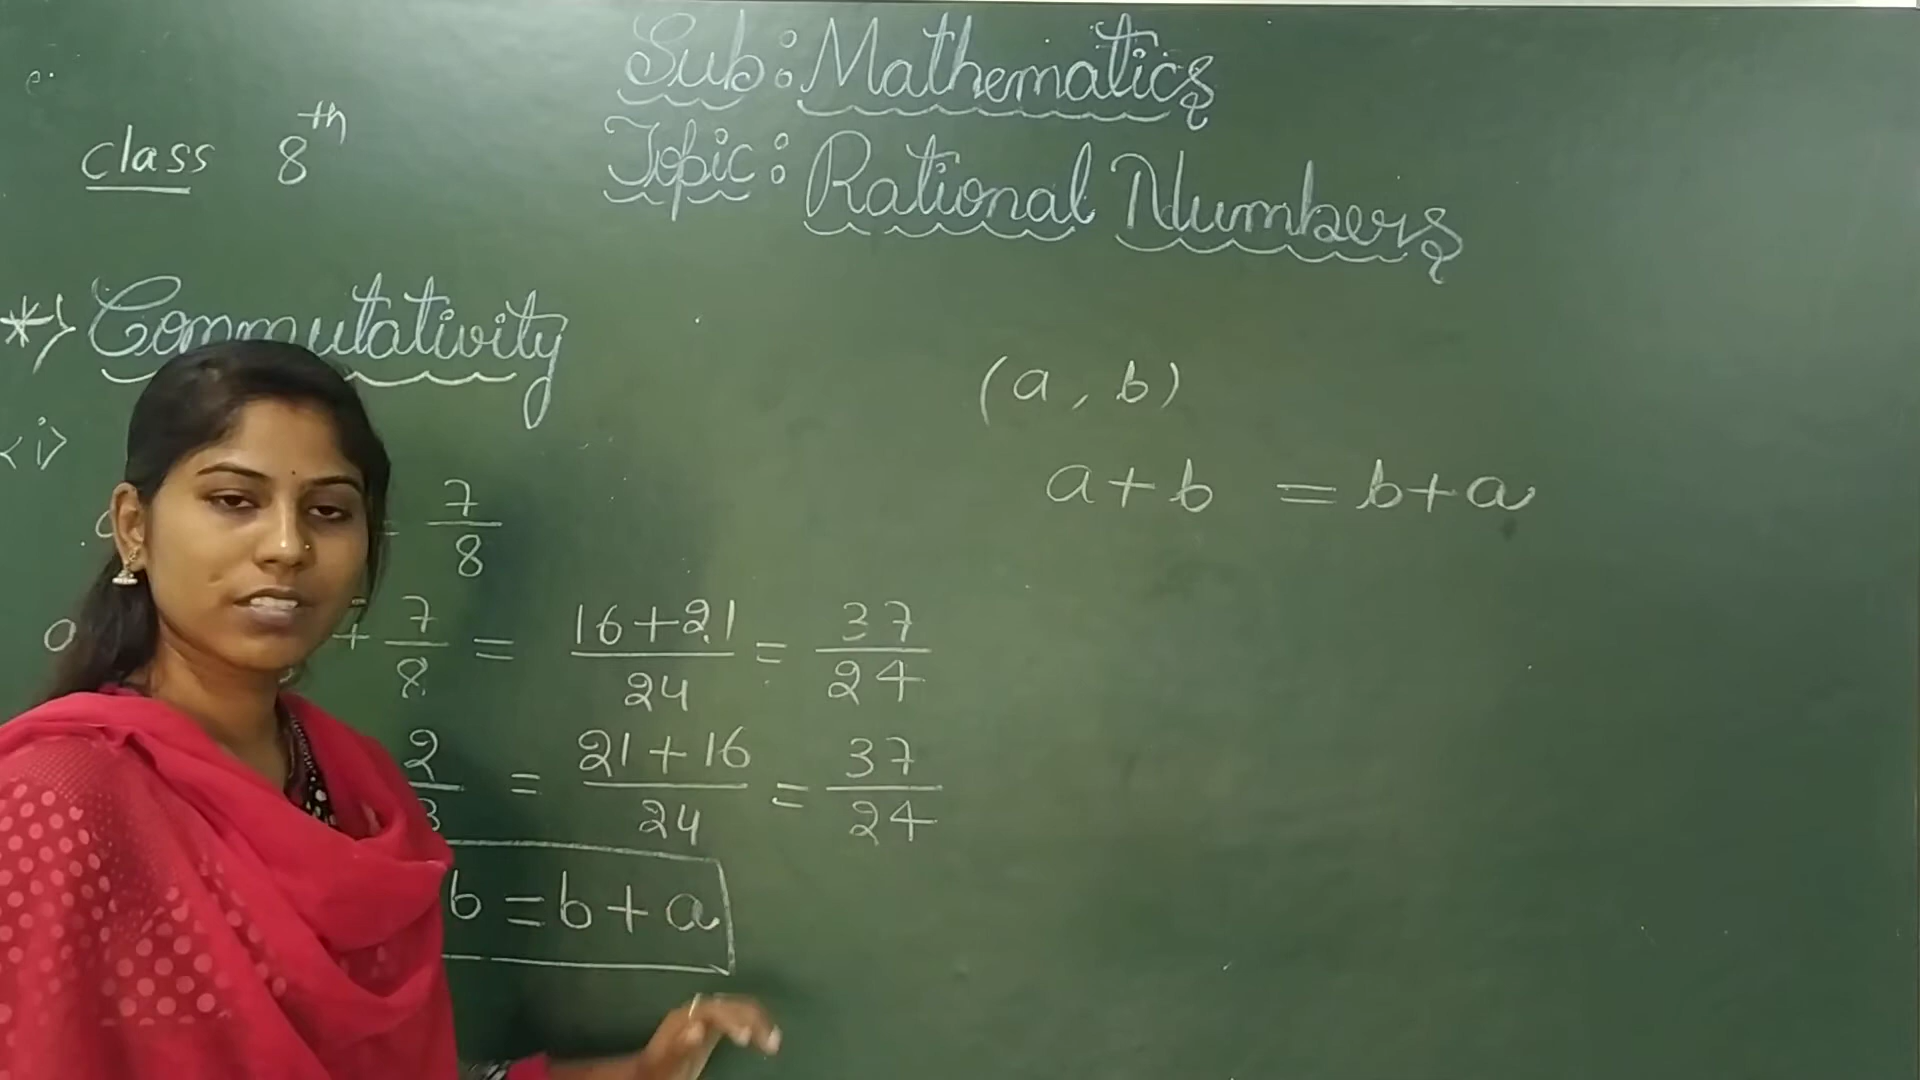 Sub: Mathematics
class 8th
Topic: Rational Numbers
*) Commutativity
(a, b)
<i>
a + b = b + a
= 7/8
a + 7/8 = 16+21/24 = 37/24
2/3 = 21+16/24 = 37/24
b = b + a